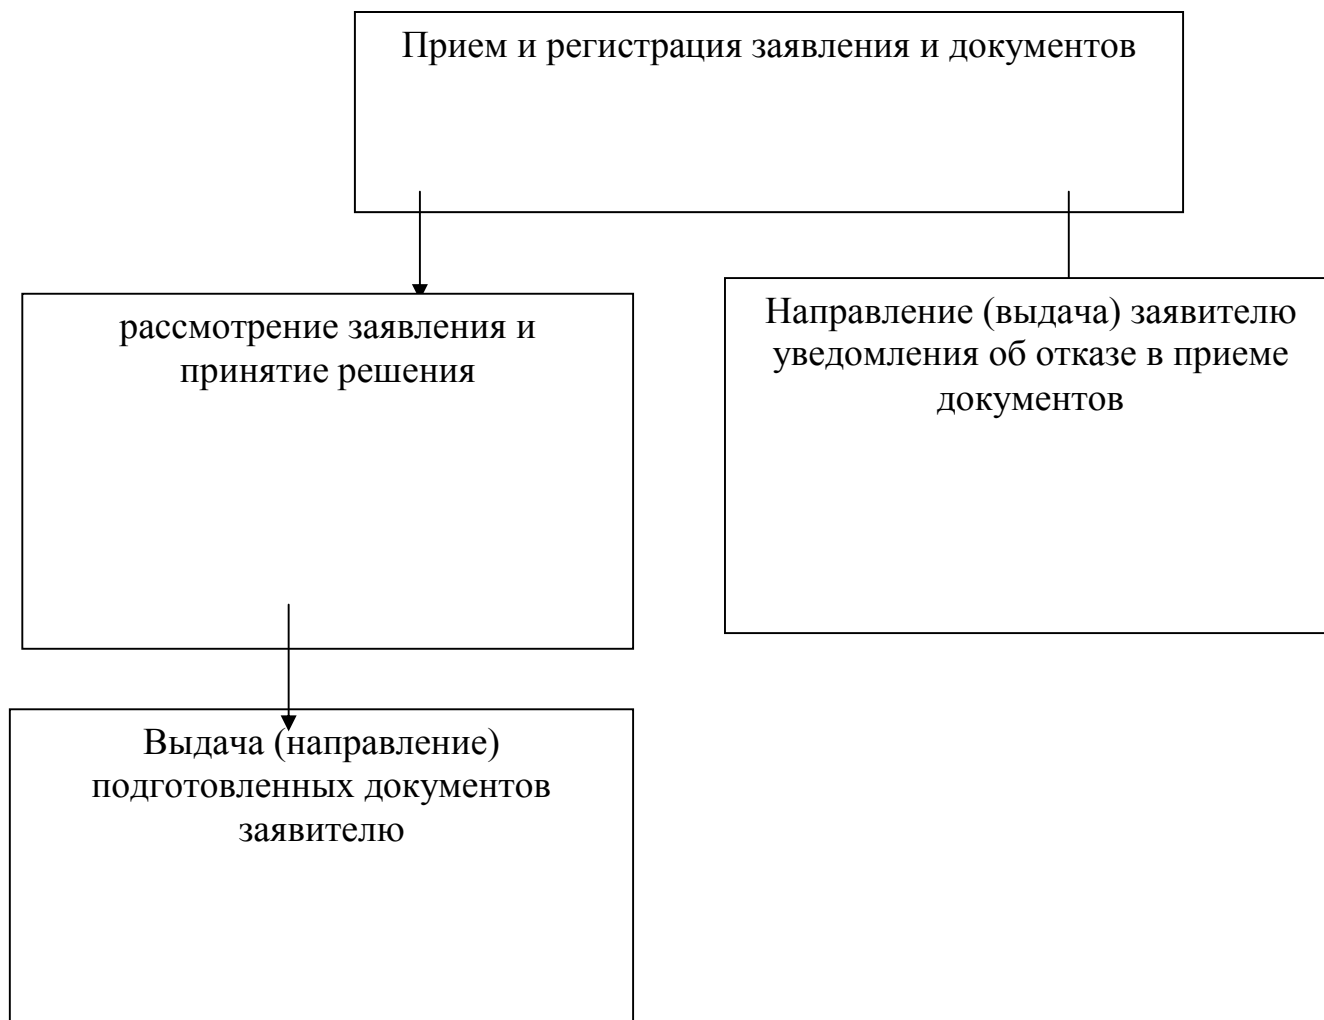 Прием и регистрация заявления и документов
рассмотрение заявления и
принятие решения
Направление (выдача) заявителю
уведомления об отказе в приеме
документов
Выдача (направление)
подготовленных документов
заявителю